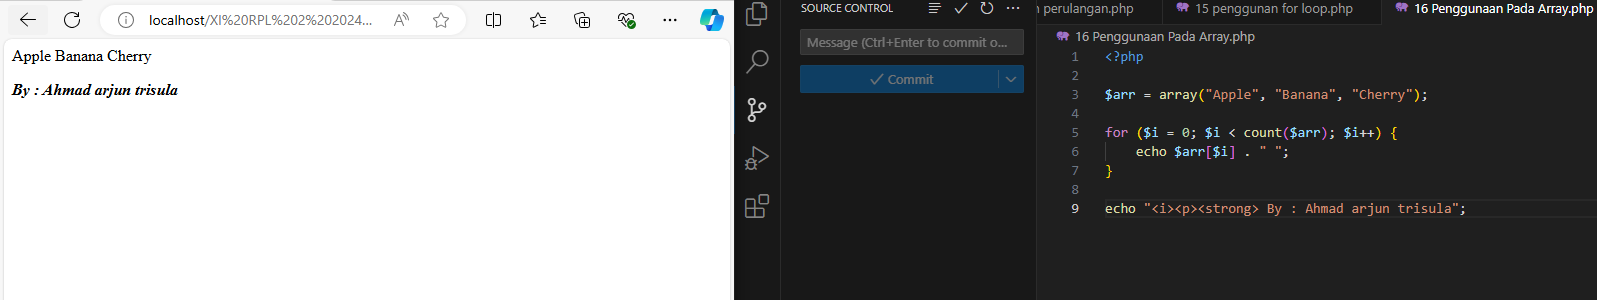 localhost/XI%20RPL%202%202024...
Apple Banana Cherry
By : Ahmad arjun trisula
SOURCE CONTROL
Message (Ctrl+Enter to commit o...
Commit
perulangan.php
15 penggunan for loop.php
16 Penggunaan Pada Array.php
16 Penggunaan Pada Array.php
1 <?php
2
3 $arr = array("Apple", "Banana", "Cherry");
4
5 for ($i = 0; $i < count($arr); $i++) {
6 echo $arr[$i] . " ";
7 }
8
9 echo "<i><p><strong> By : Ahmad arjun trisula";